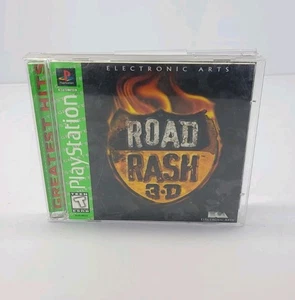 GREATEST HITS
PlayStation
ELECTRONIC ARTS
ROAD
RASH
3-D